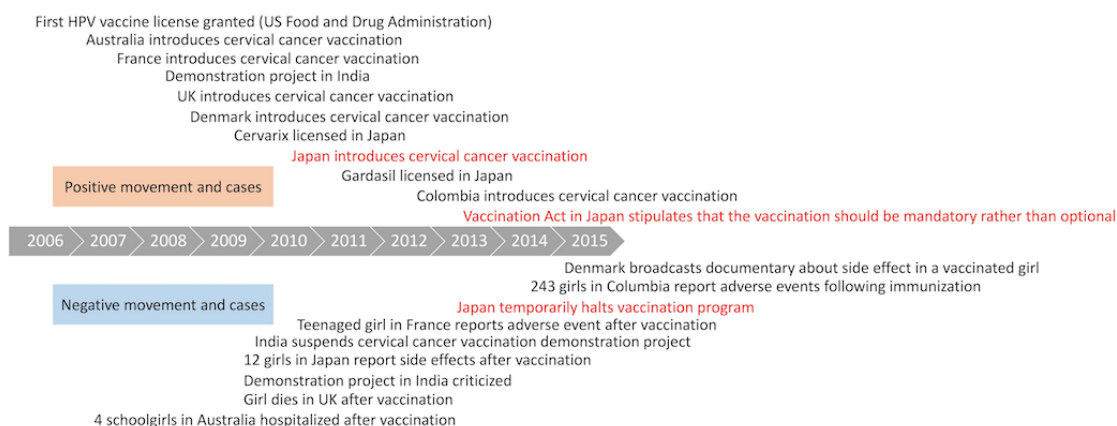 First HPV vaccine license granted (US Food and Drug Administration)
Australia introduces cervical cancer vaccination
France introduces cervical cancer vaccination
Demonstration project in India
UK introduces cervical cancer vaccination
Denmark introduces cervical cancer vaccination
Cervarix licensed in Japan
Japan introduces cervical cancer vaccination
Gardasil licensed in Japan
Positive movement and cases
Colombia introduces cervical cancer vaccination
Vaccination Act in Japan stipulates that the vaccination should be mandatory rather than optional
2006 2007 2008 2009 2010 2011 2012 2013 2014 2015
Denmark broadcasts documentary about side effect in a vaccinated girl
243 girls in Columbia report adverse events following immunization
Negative movement and cases
Japan temporarily halts vaccination program
Teenaged girl in France reports adverse event after vaccination
India suspends cervical cancer vaccination demonstration project
12 girls in Japan report side effects after vaccination
Demonstration project in India criticized
Girl dies in UK after vaccination
4 schoolgirls in Australia hospitalized after vaccination